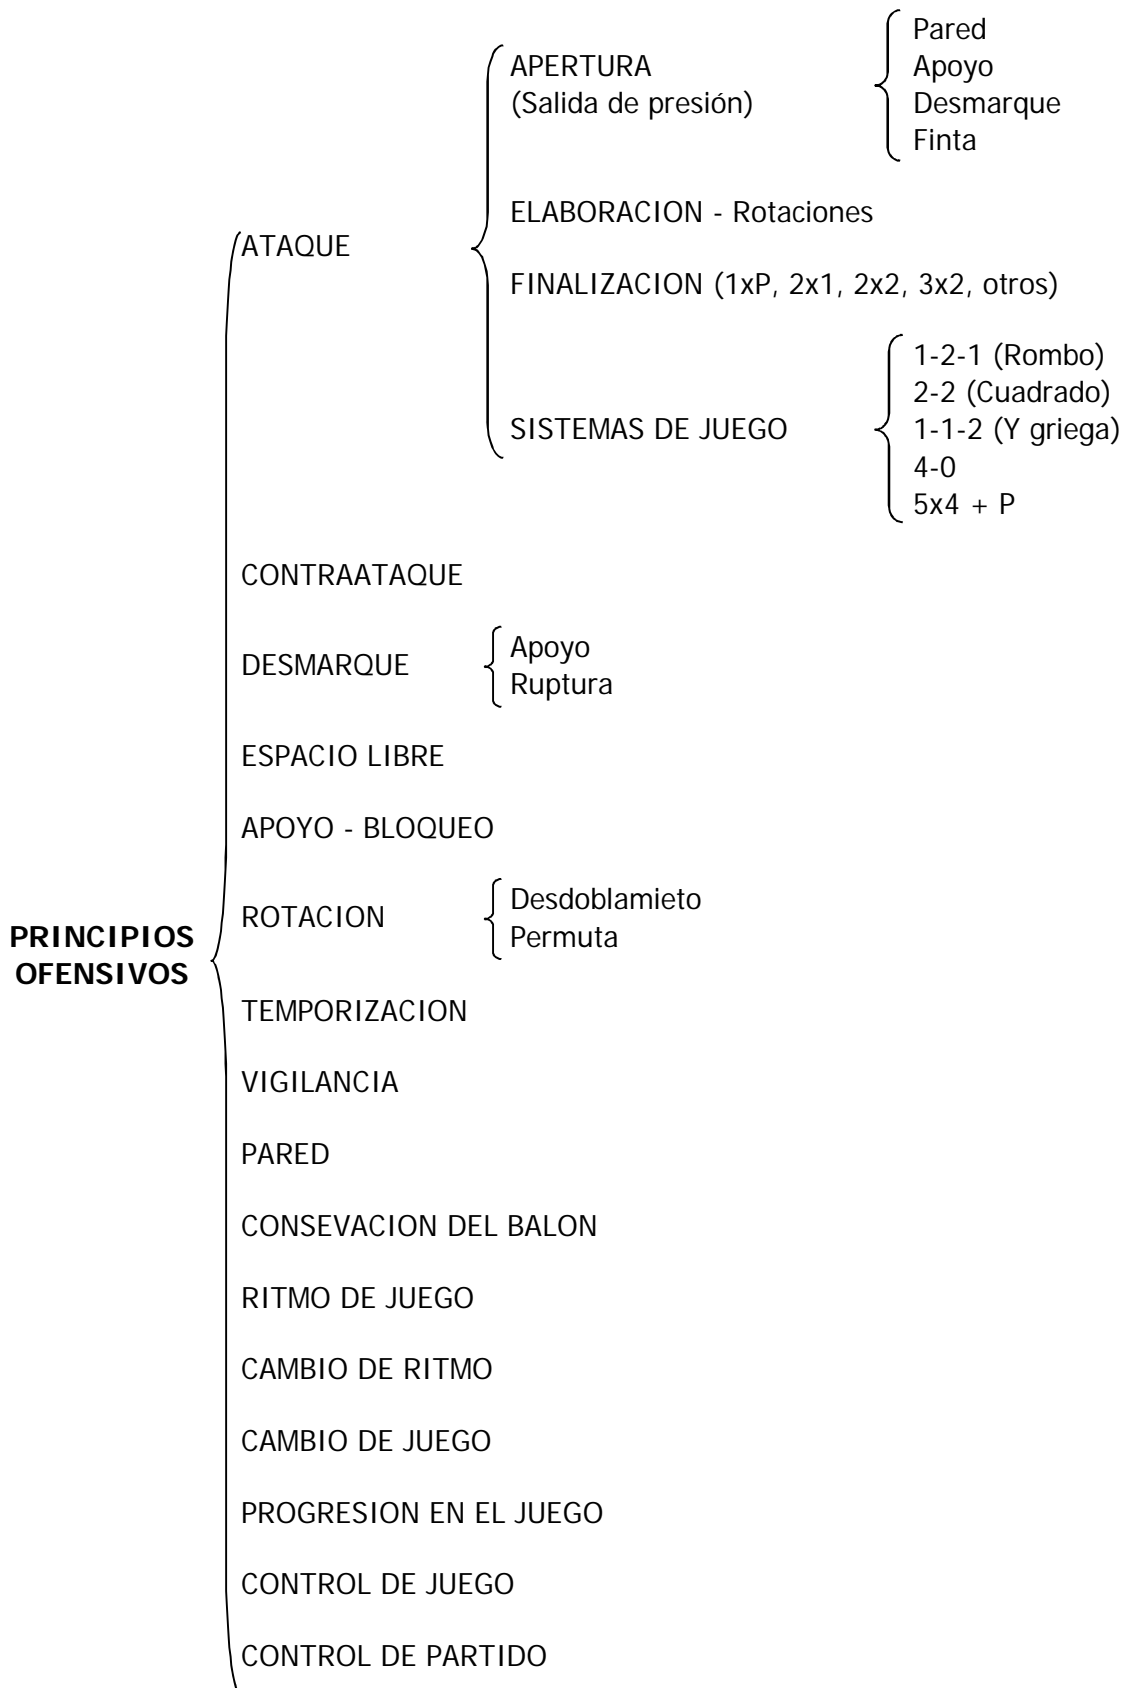 PRINCIPIOS
OFENSIVOS
ATAQUE
APERTURA
(Salida de presión)
Pared
Apoyo
Desmarque
Finta
ELABORACION - Rotaciones
FINALIZACION (1xP, 2x1, 2x2, 3x2, otros)
SISTEMAS DE JUEGO
1-2-1 (Rombo)
2-2 (Cuadrado)
1-1-2 (Y griega)
4-0
5x4 + P
CONTRAATAQUE
DESMARQUE
Apoyo
Ruptura
ESPACIO LIBRE
APOYO - BLOQUEO
ROTACION
Desdoblamieto
Permuta
TEMPORIZACION
VIGILANCIA
PARED
CONSEVACION DEL BALON
RITMO DE JUEGO
CAMBIO DE RITMO
CAMBIO DE JUEGO
PROGRESION EN EL JUEGO
CONTROL DE JUEGO
CONTROL DE PARTIDO